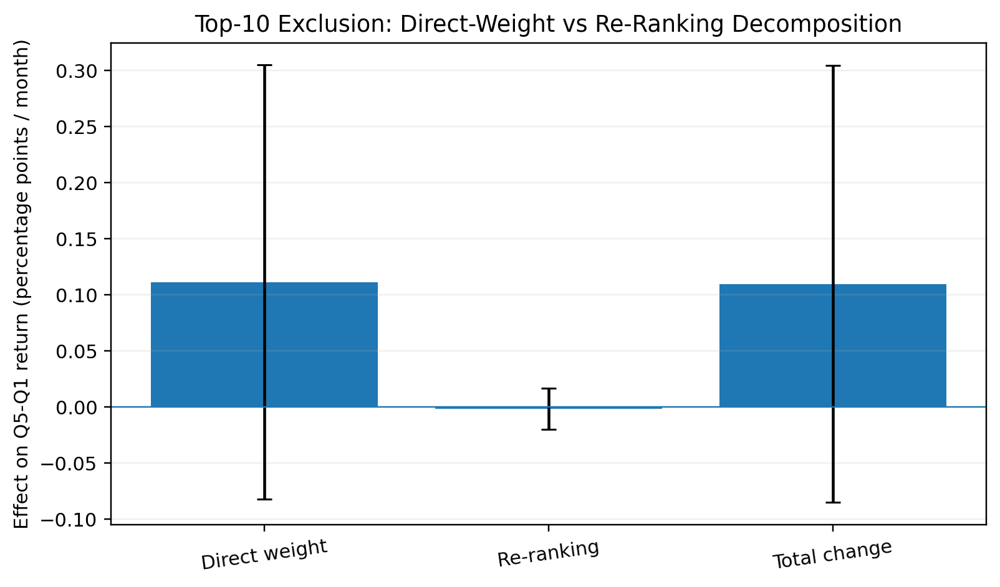 Top-10 Exclusion: Direct-Weight vs Re-Ranking Decomposition
Effect on Q5-Q1 return (percentage points / month)
0.30
0.25
0.20
0.15
0.10
0.05
0.00
−0.05
−0.10
Direct weight
Re-ranking
Total change